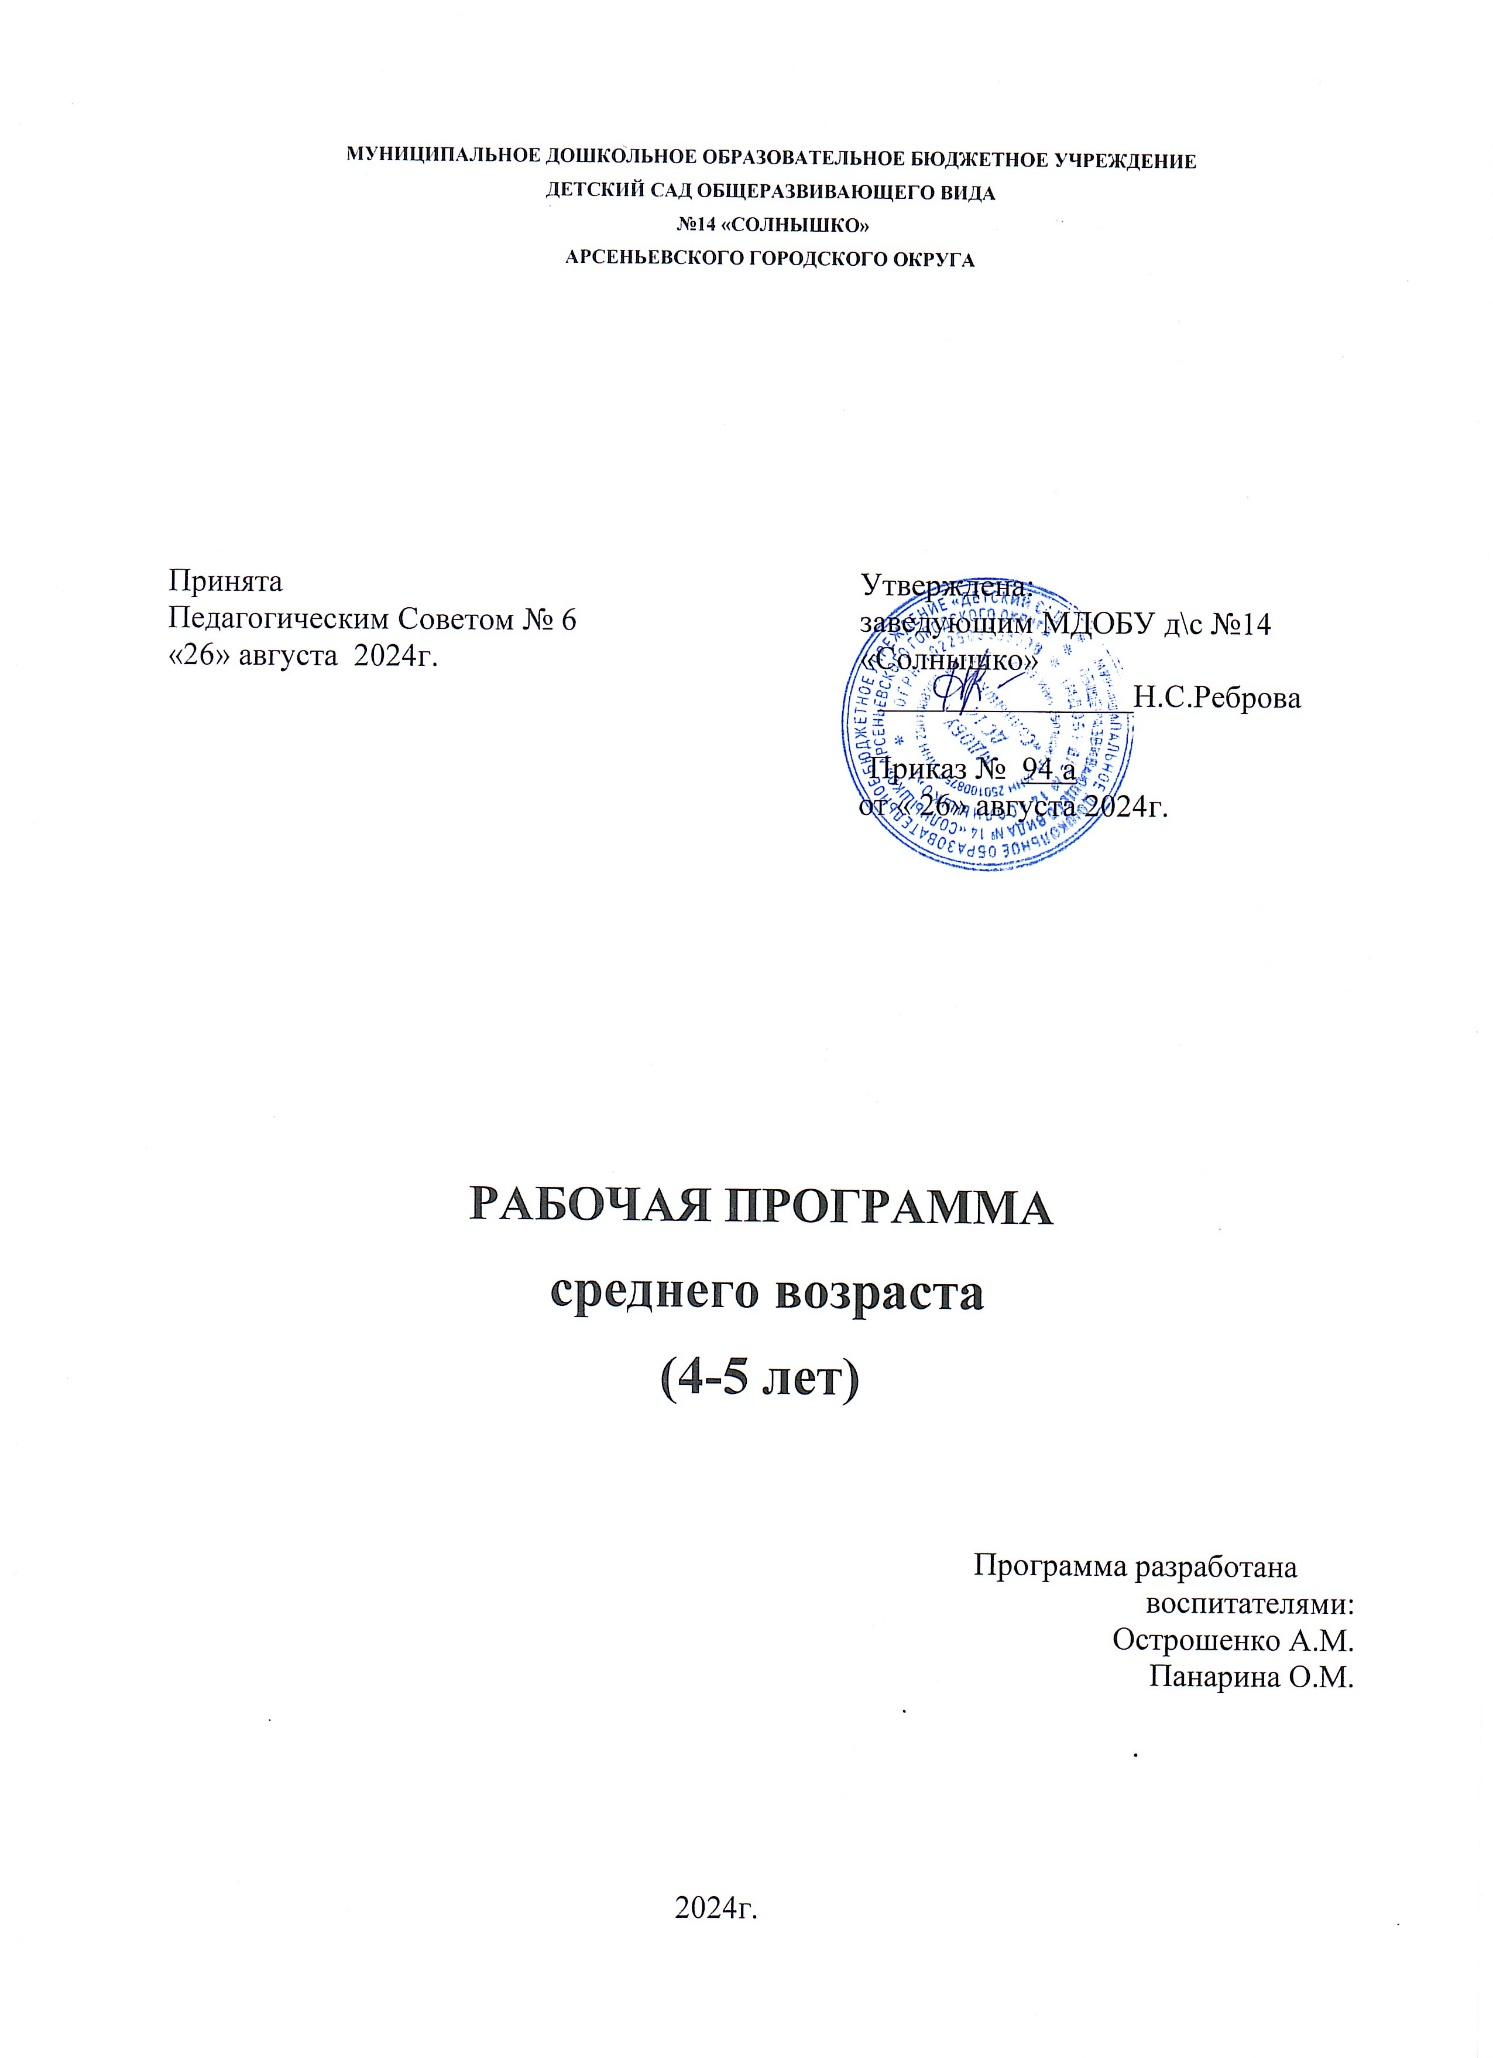 МУНИЦИПАЛЬНОЕ ДОШКОЛЬНОЕ ОБРАЗОВАТЕЛЬНОЕ БЮДЖЕТНОЕ УЧРЕЖДЕНИЕ
ДЕТСКИЙ САД ОБЩЕРАЗВИВАЮЩЕГО ВИДА
№14 «СОЛНЫШКО»
АРСЕНЬЕВСКОГО ГОРОДСКОГО ОКРУГА
Принята
Педагогическим Советом № 6
«26» августа 2024г.
Утверждена:
заведующим МДОБУ д\с №14
«Солнышко»
Н.С.Реброва
Приказ № 94 а
от « 26» августа 2024г.
РАБОЧАЯ ПРОГРАММА
среднего возраста
(4-5 лет)
Программа разработана
воспитателями:
Острошенко А.М.
Панарина О.М.
2024г.